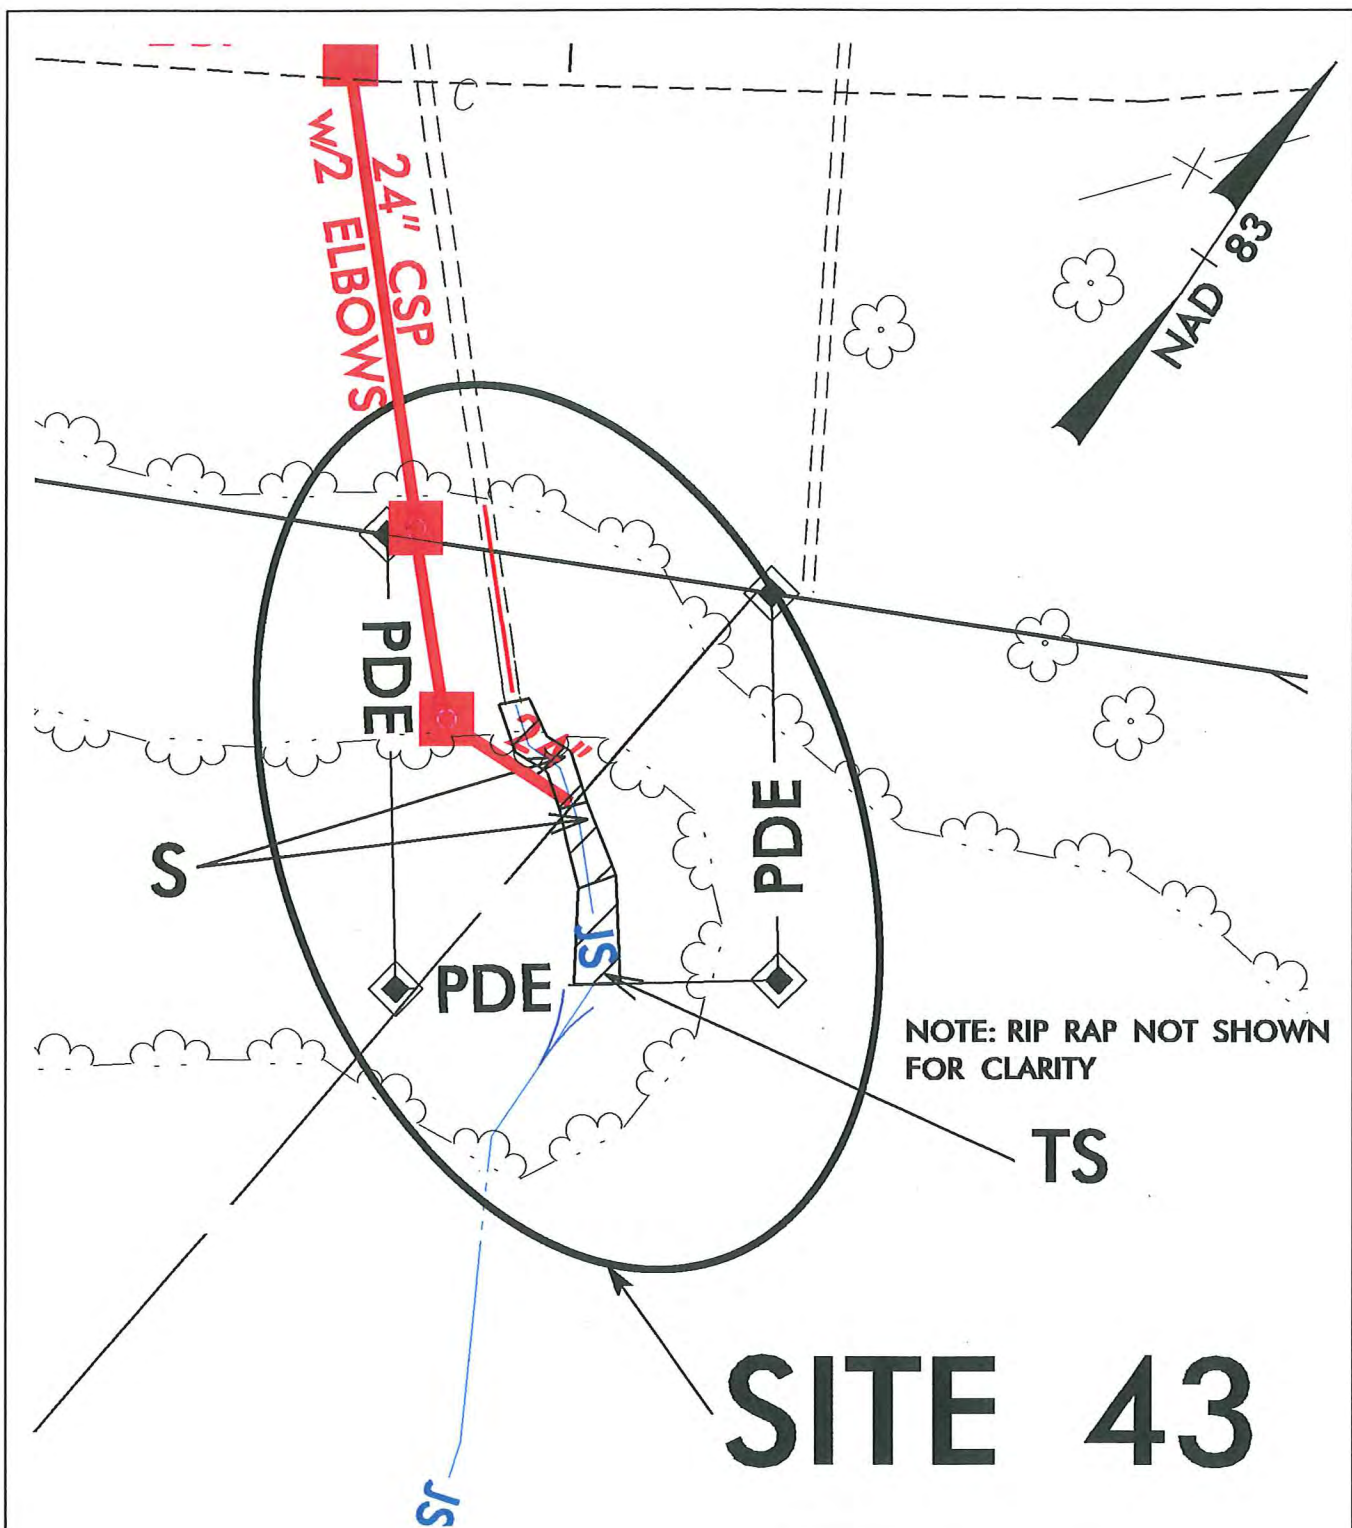 C
24" CSP
w/2 ELBOWS
NAD 83
PDE
24"
PDE
S
JS
PDE
NOTE: RIP RAP NOT SHOWN
FOR CLARITY
TS
SITE 43
JS